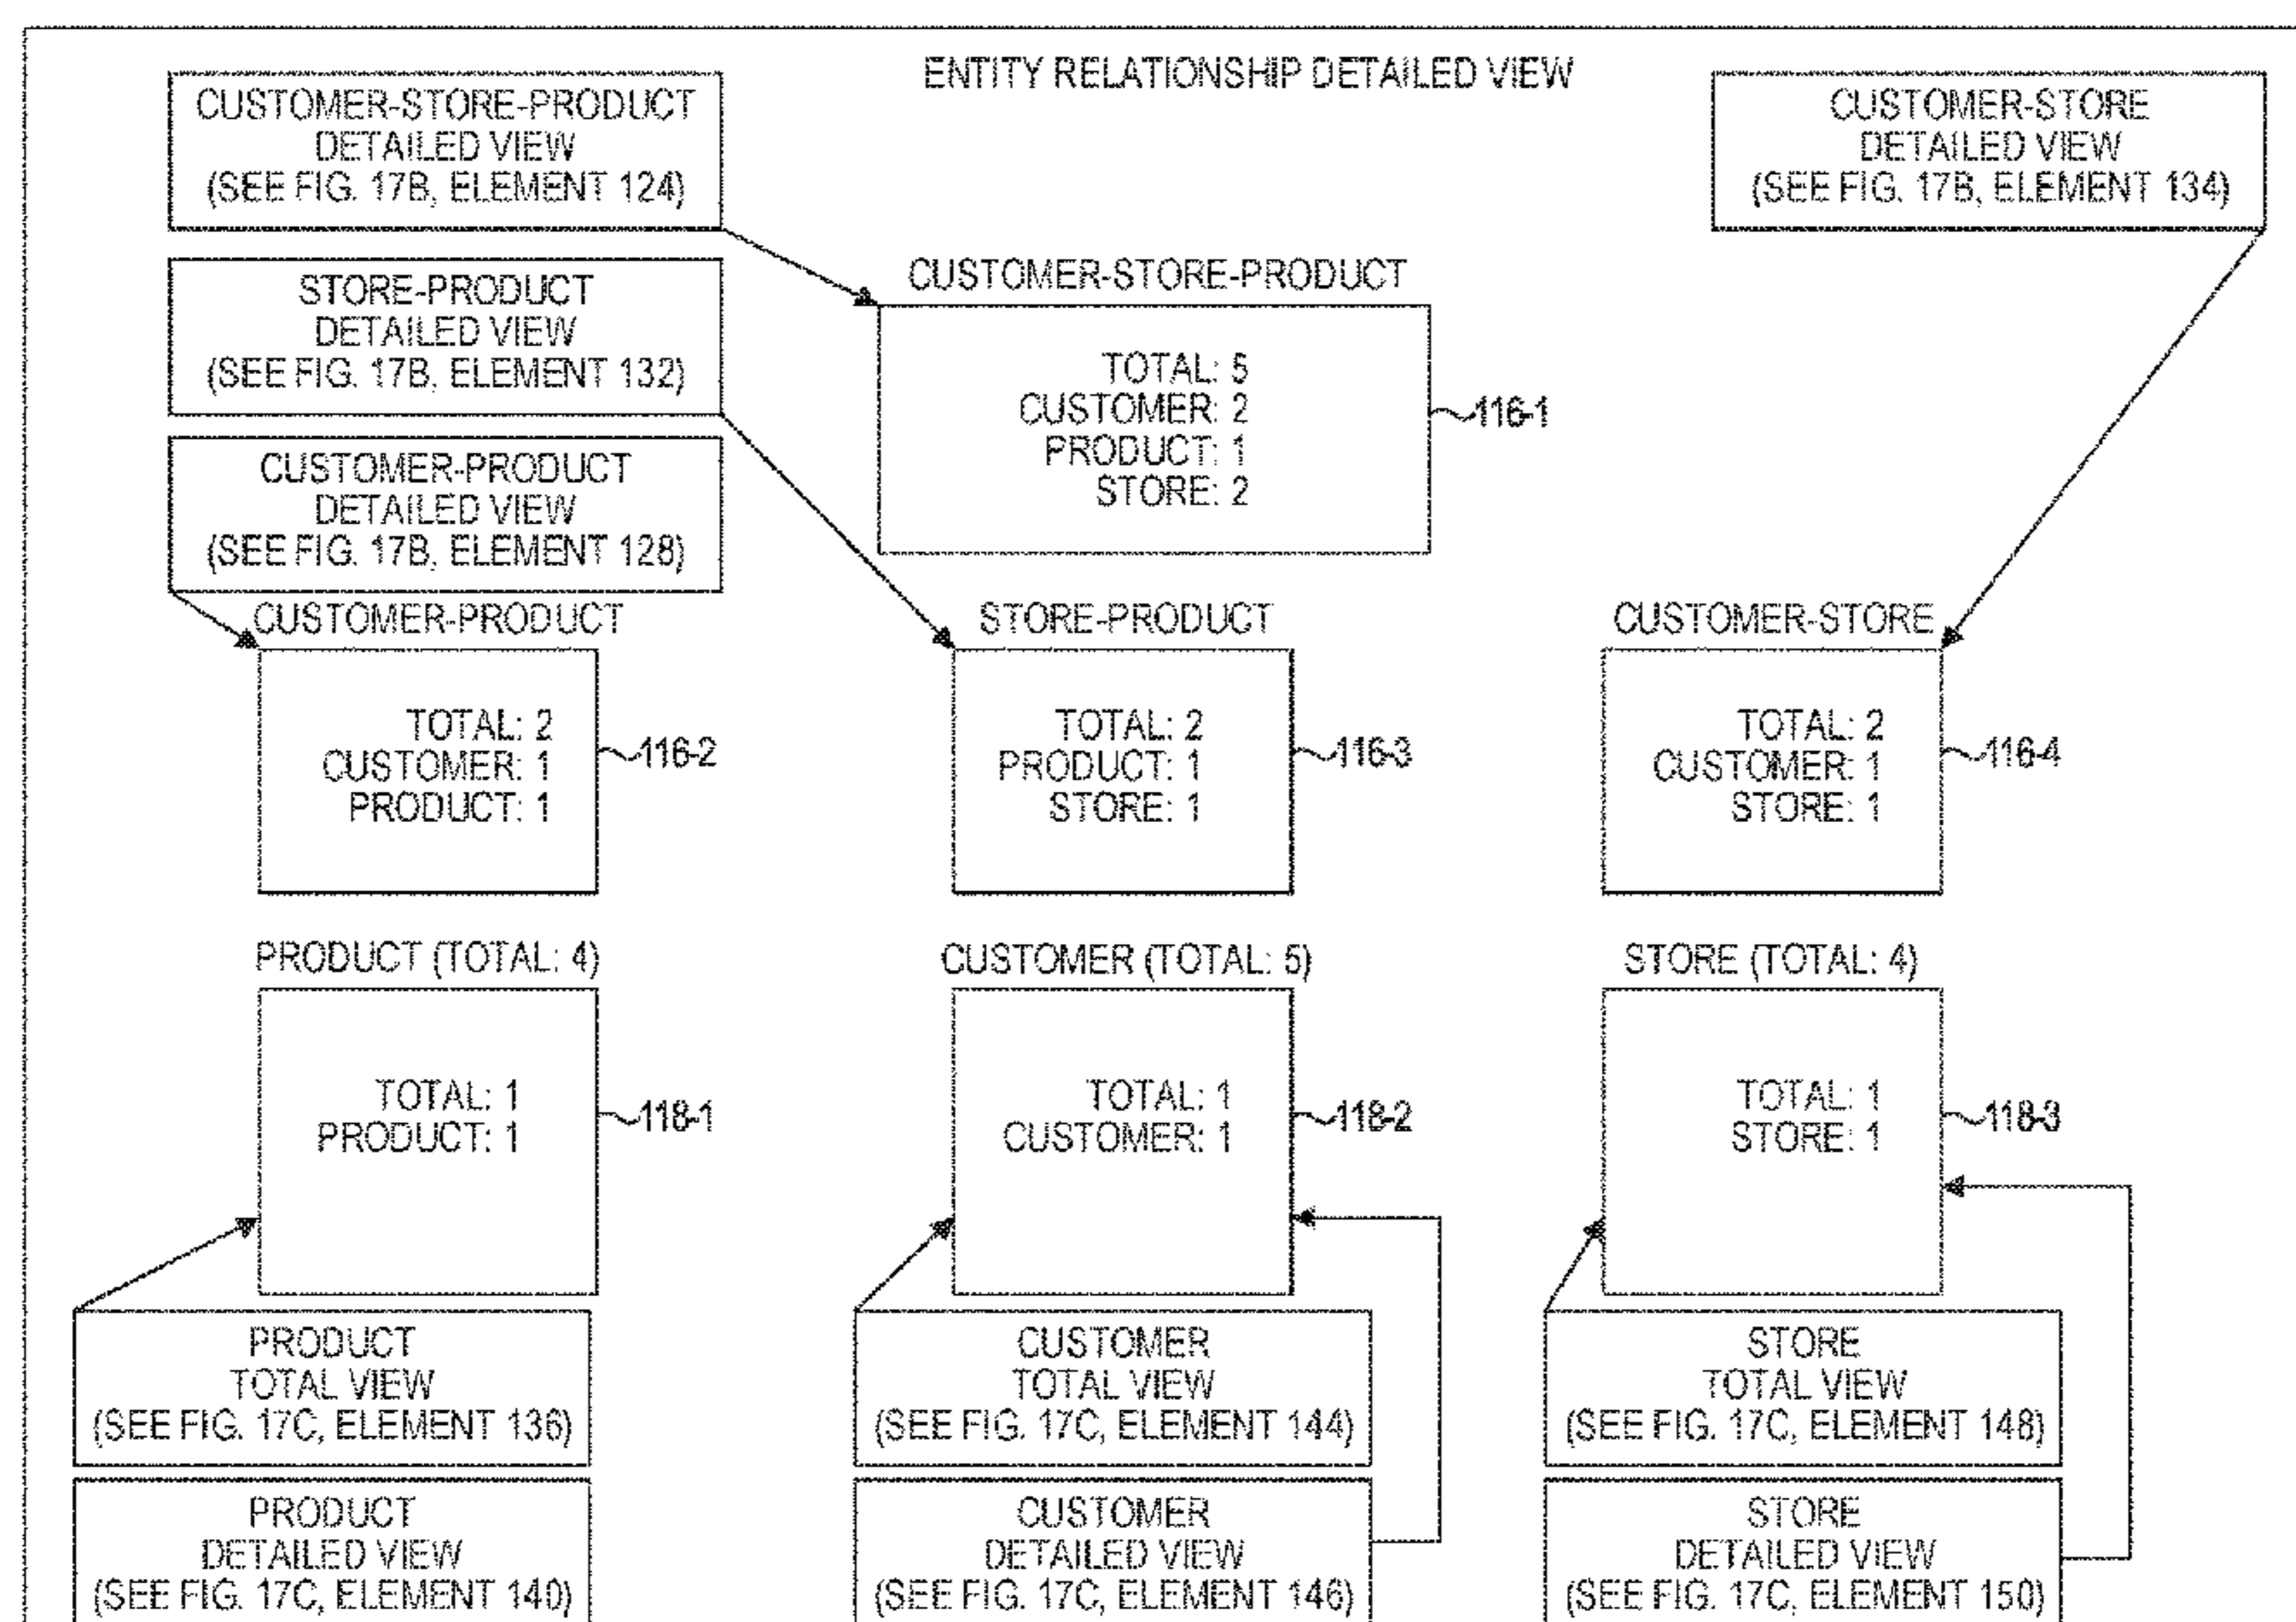 ENTITY RELATIONSHIP DETAILED VIEW
CUSTOMER-STORE-PRODUCT
DETAILED VIEW
(SEE FIG. 17B, ELEMENT 124)
CUSTOMER-STORE
DETAILED VIEW
(SEE FIG. 17B, ELEMENT 134)
STORE-PRODUCT
DETAILED VIEW
(SEE FIG. 17B, ELEMENT 132)
CUSTOMER-STORE-PRODUCT
TOTAL: 5
CUSTOMER: 2
PRODUCT: 1
STORE: 2
116-1
CUSTOMER-PRODUCT
DETAILED VIEW
(SEE FIG. 17B, ELEMENT 128)
CUSTOMER-PRODUCT
TOTAL: 2
CUSTOMER: 1
PRODUCT: 1
116-2
STORE-PRODUCT
TOTAL: 2
PRODUCT: 1
STORE: 1
116-3
CUSTOMER-STORE
TOTAL: 2
CUSTOMER: 1
STORE: 1
116-4
PRODUCT (TOTAL: 4)
TOTAL: 1
PRODUCT: 1
118-1
CUSTOMER (TOTAL: 5)
TOTAL: 1
CUSTOMER: 1
118-2
STORE (TOTAL: 4)
TOTAL: 1
STORE: 1
118-3
PRODUCT
TOTAL VIEW
(SEE FIG. 17C, ELEMENT 136)
CUSTOMER
TOTAL VIEW
(SEE FIG. 17C, ELEMENT 144)
STORE
TOTAL VIEW
(SEE FIG. 17C, ELEMENT 148)
PRODUCT
DETAILED VIEW
(SEE FIG. 17C, ELEMENT 140)
CUSTOMER
DETAILED VIEW
(SEE FIG. 17C, ELEMENT 146)
STORE
DETAILED VIEW
(SEE FIG. 17C, ELEMENT 150)